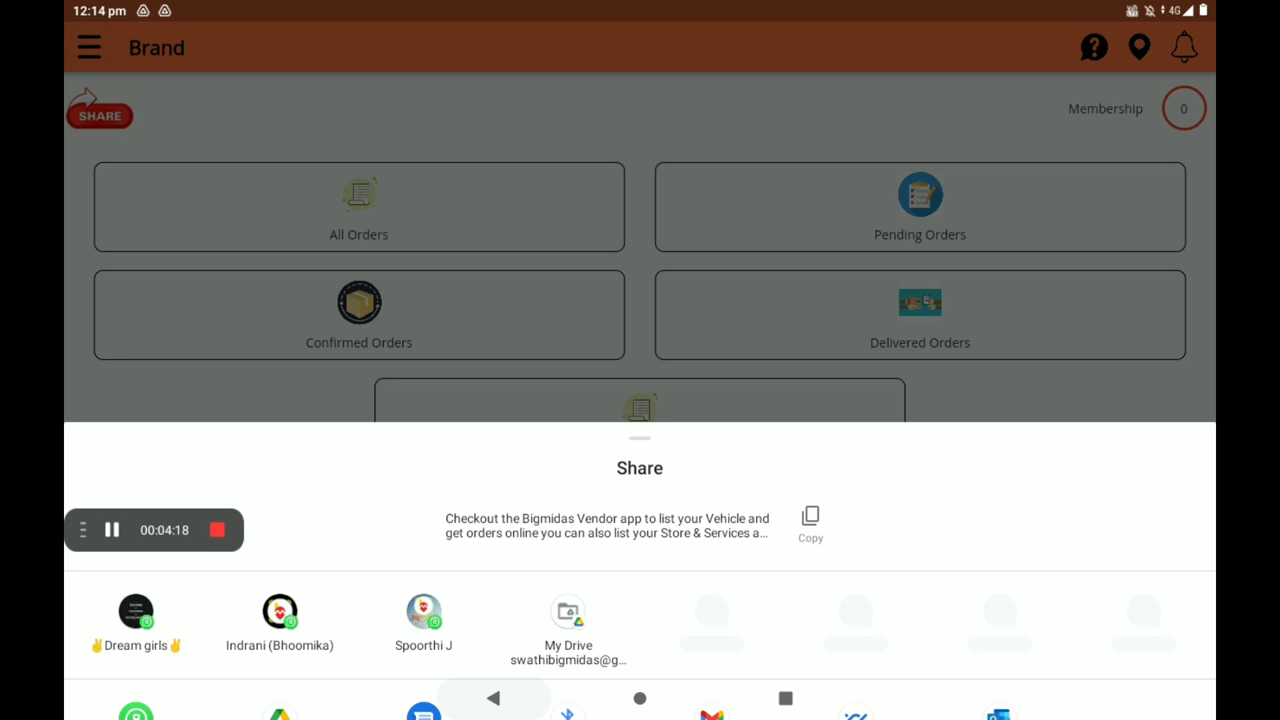 12:14 pm
4G
Brand
?
SHARE
Membership
0
All Orders
Pending Orders
Confirmed Orders
Delivered Orders
Share
Checkout the Bigmidas Vendor app to list your Vehicle and
get orders online you can also list your Store & Services a...
Copy
00:04:18
✌Dream girls✌
Indrani (Bhoomika)
Spoorthi J
My Drive
swathibigmidas@g...